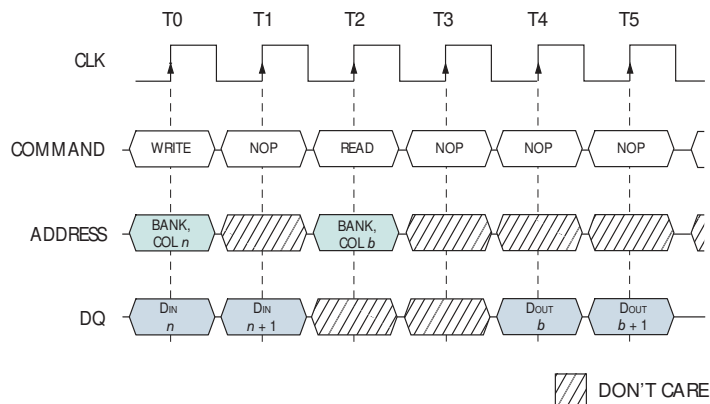 T0 T1 T2 T3 T4 T5
CLK
COMMAND WRITE NOP READ NOP NOP NOP
ADDRESS BANK, COL n BANK, COL b
DQ DIN n DIN n + 1 DOUT b DOUT b + 1
DON'T CARE